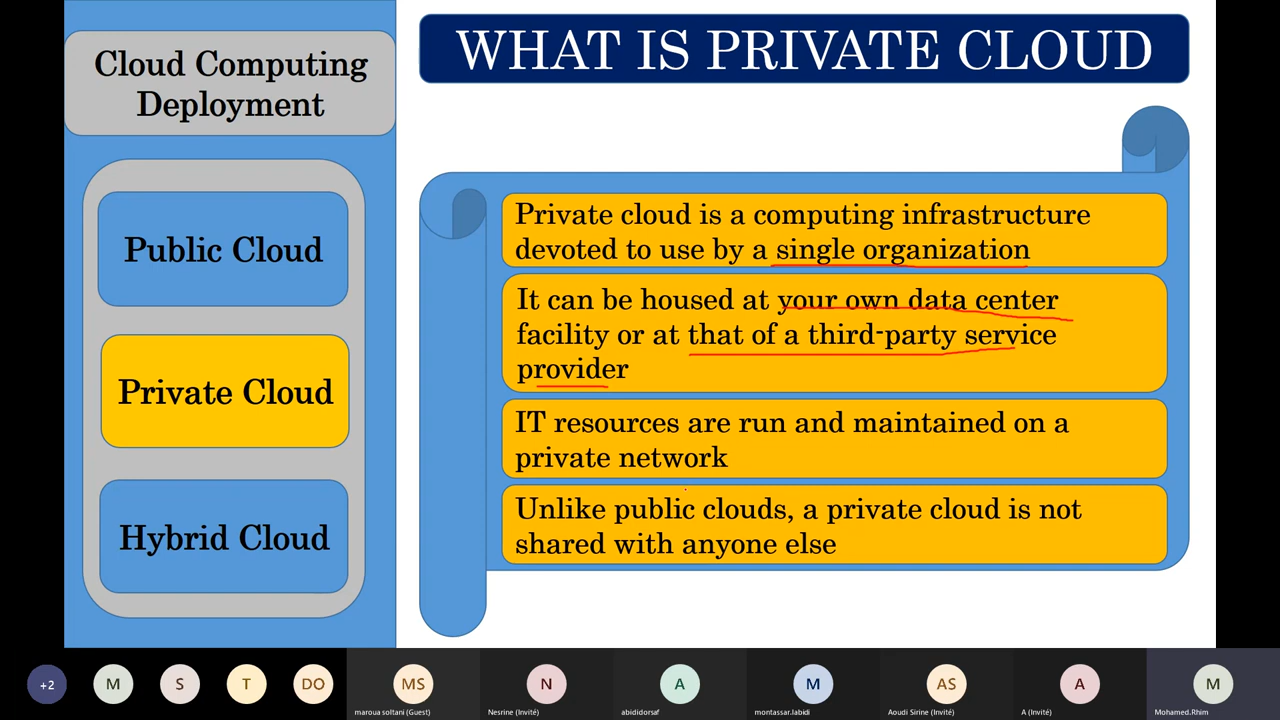 Cloud Computing
Deployment
Public Cloud
Private Cloud
Hybrid Cloud
WHAT IS PRIVATE CLOUD
Private cloud is a computing infrastructure
devoted to use by a single organization
It can be housed at your own data center
facility or at that of a third-party service
provider
IT resources are run and maintained on a
private network
Unlike public clouds, a private cloud is not
shared with anyone else
+2
M
S
T
DO
MS
maroua soltani (Guest)
N
Nesrine (Invité)
A
abididorsaf
M
montassar.labidi
AS
Aoudi Sirine (Invité)
A
A (Invité)
M
Mohamed.Rhim